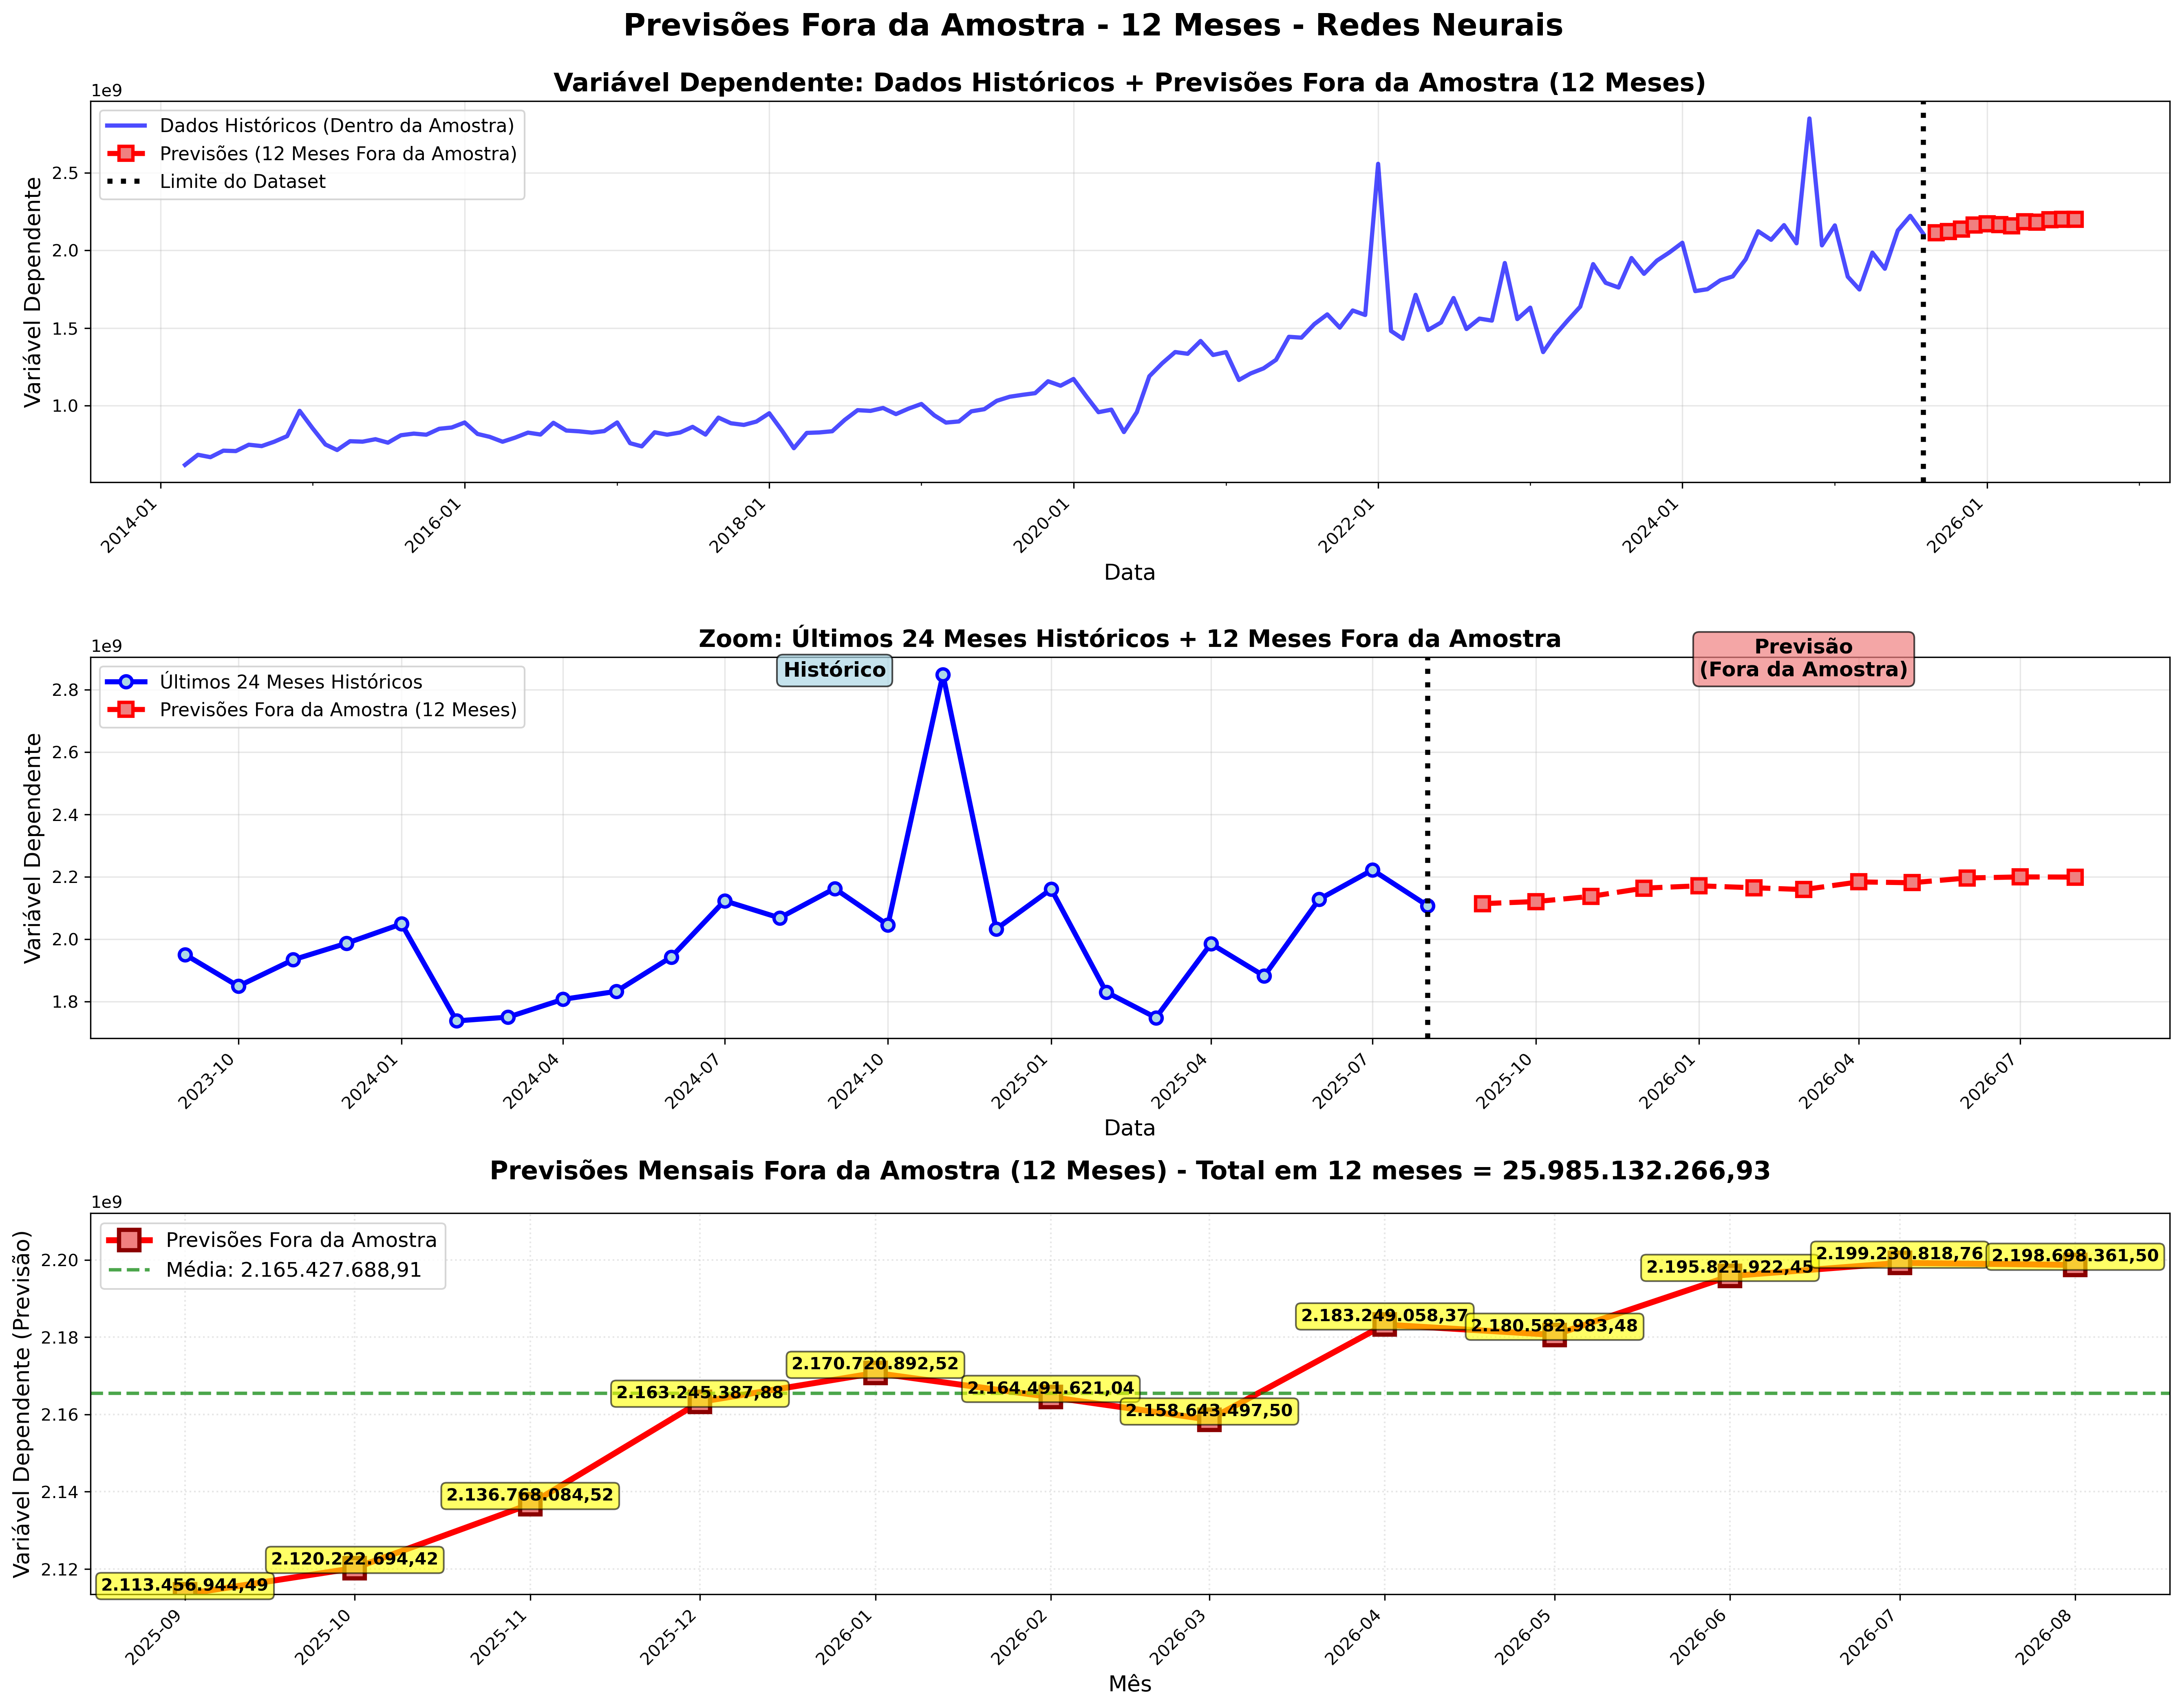 Previsões Fora da Amostra - 12 Meses - Redes Neurais
Variável Dependente: Dados Históricos + Previsões Fora da Amostra (12 Meses)
1e9
Dados Históricos (Dentro da Amostra)
Previsões (12 Meses Fora da Amostra)
Limite do Dataset
Variável Dependente
2.5
2.0
1.5
1.0
2014-01
2016-01
2018-01
2020-01
2022-01
2024-01
2026-01
Data
Zoom: Últimos 24 Meses Históricos + 12 Meses Fora da Amostra
1e9
Últimos 24 Meses Históricos
Previsões Fora da Amostra (12 Meses)
Histórico
Previsão
(Fora da Amostra)
Variável Dependente
2.8
2.6
2.4
2.2
2.0
1.8
2023-10
2024-01
2024-04
2024-07
2024-10
2025-01
2025-04
2025-07
2025-10
2026-01
2026-04
2026-07
Data
Previsões Mensais Fora da Amostra (12 Meses) - Total em 12 meses = 25.985.132.266,93
1e9
Previsões Fora da Amostra
Média: 2.165.427.688,91
Variável Dependente (Previsão)
2.20
2.18
2.16
2.14
2.12
2.113.456.944,49
2.120.222.694,42
2.136.768.084,52
2.163.245.387,88
2.170.720.892,52
2.164.491.621,04
2.158.643.497,50
2.183.249.058,37
2.180.582.983,48
2.195.821.922,45
2.199.230.818,76
2.198.698.361,50
2025-09
2025-10
2025-11
2025-12
2026-01
2026-02
2026-03
2026-04
2026-05
2026-06
2026-07
2026-08
Mês